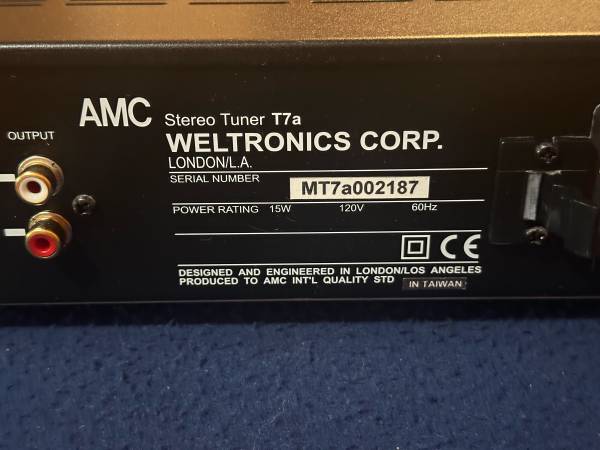 AMC Stereo Tuner T7a
WELTRONICS CORP.
LONDON/L.A.
SERIAL NUMBER MT7a002187
POWER RATING 15W 120V 60Hz
OUTPUT
CE
DESIGNED AND ENGINEERED IN LONDON/LOS ANGELES
PRODUCED TO AMC INT'L QUALITY STD IN TAIWAN